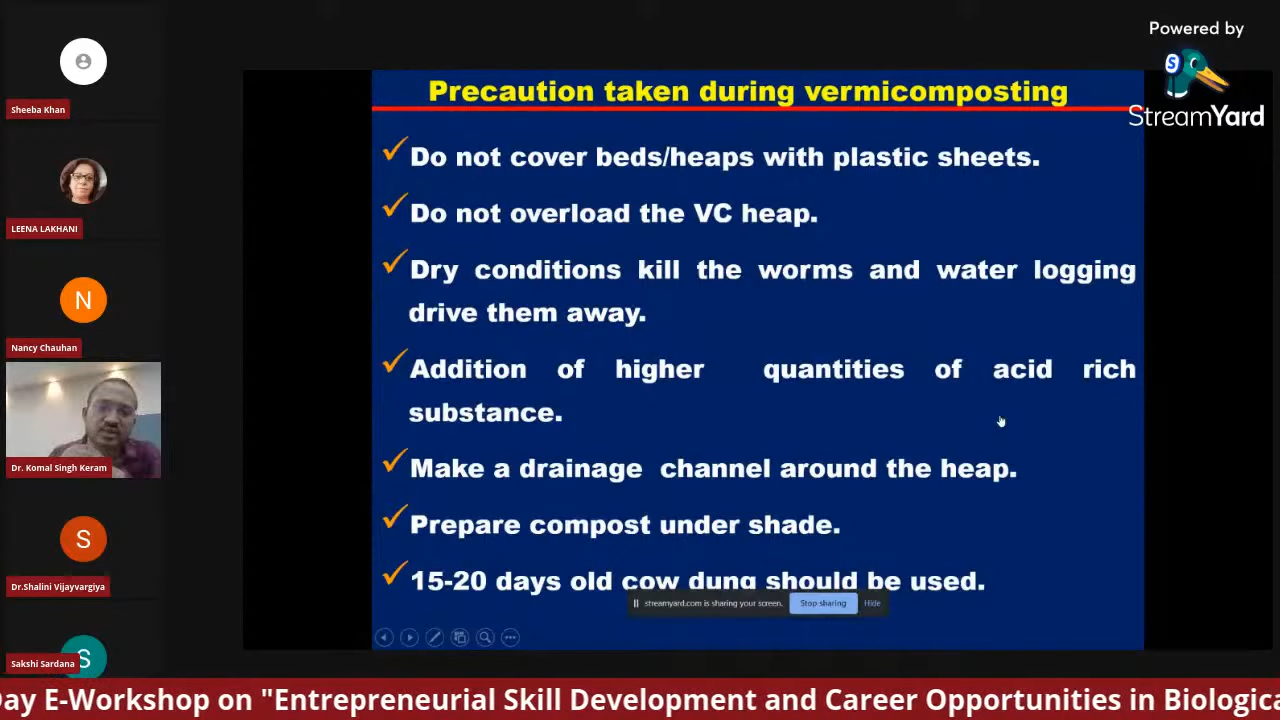 Powered by
StreamYard
Sheeba Khan
LEENA LAKHANI
N
Nancy Chauhan
Dr. Komal Singh Keram
S
Dr.Shalini Vijayvargiya
S
Sakshi Sardana
Precaution taken during vermicomposting
Do not cover beds/heaps with plastic sheets.
Do not overload the VC heap.
Dry conditions kill the worms and water logging
drive them away.
Addition of higher quantities of acid rich
substance.
Make a drainage channel around the heap.
Prepare compost under shade.
15-20 days old cow dung should be used.
streamyard.com is sharing your screen. Stop sharing Hide
Day E-Workshop on "Entrepreneurial Skill Development and Career Opportunities in Biologica